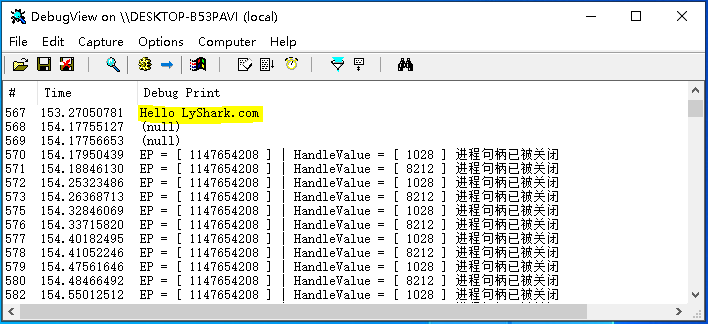 DebugView on \\DESKTOP-B53PAVI (local)
File Edit Capture Options Computer Help
# Time Debug Print
567 153.27050781 Hello LyShark.com
568 154.17755127 (null)
569 154.17756653 (null)
570 154.17950439 EP = [ 1147654208 ] | HandleValue = [ 1028 ] 进程句柄已被关闭
571 154.18846130 EP = [ 1147654208 ] | HandleValue = [ 8212 ] 进程句柄已被关闭
572 154.25323486 EP = [ 1147654208 ] | HandleValue = [ 1028 ] 进程句柄已被关闭
573 154.26368713 EP = [ 1147654208 ] | HandleValue = [ 8212 ] 进程句柄已被关闭
575 154.32846069 EP = [ 1147654208 ] | HandleValue = [ 1028 ] 进程句柄已被关闭
576 154.33715820 EP = [ 1147654208 ] | HandleValue = [ 8212 ] 进程句柄已被关闭
577 154.40182495 EP = [ 1147654208 ] | HandleValue = [ 1028 ] 进程句柄已被关闭
578 154.41052246 EP = [ 1147654208 ] | HandleValue = [ 8212 ] 进程句柄已被关闭
579 154.47561646 EP = [ 1147654208 ] | HandleValue = [ 1028 ] 进程句柄已被关闭
580 154.48466492 EP = [ 1147654208 ] | HandleValue = [ 8212 ] 进程句柄已被关闭
582 154.55012512 EP = [ 1147654208 ] | HandleValue = [ 1028 ] 进程句柄已被关闭